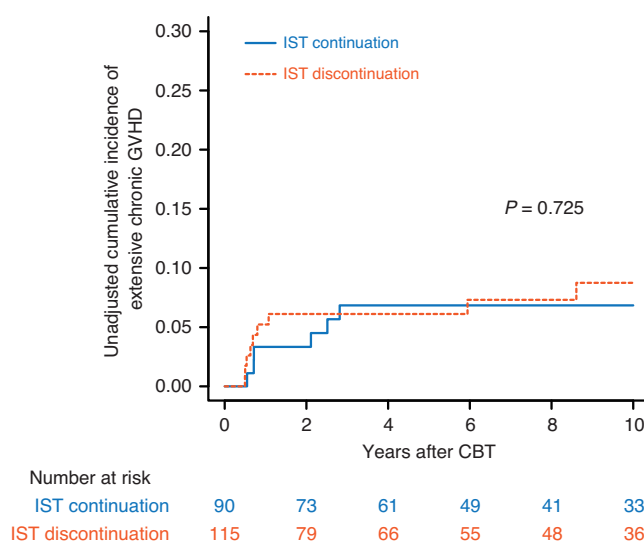 Unadjusted cumulative incidence of
extensive chronic GVHD
0.30
0.25
0.20
0.15
0.10
0.05
0.00
IST continuation
IST discontinuation
P = 0.725
0 2 4 6 8 10
Years after CBT
Number at risk
IST continuation 90 73 61 49 41 33
IST discontinuation 115 79 66 55 48 36